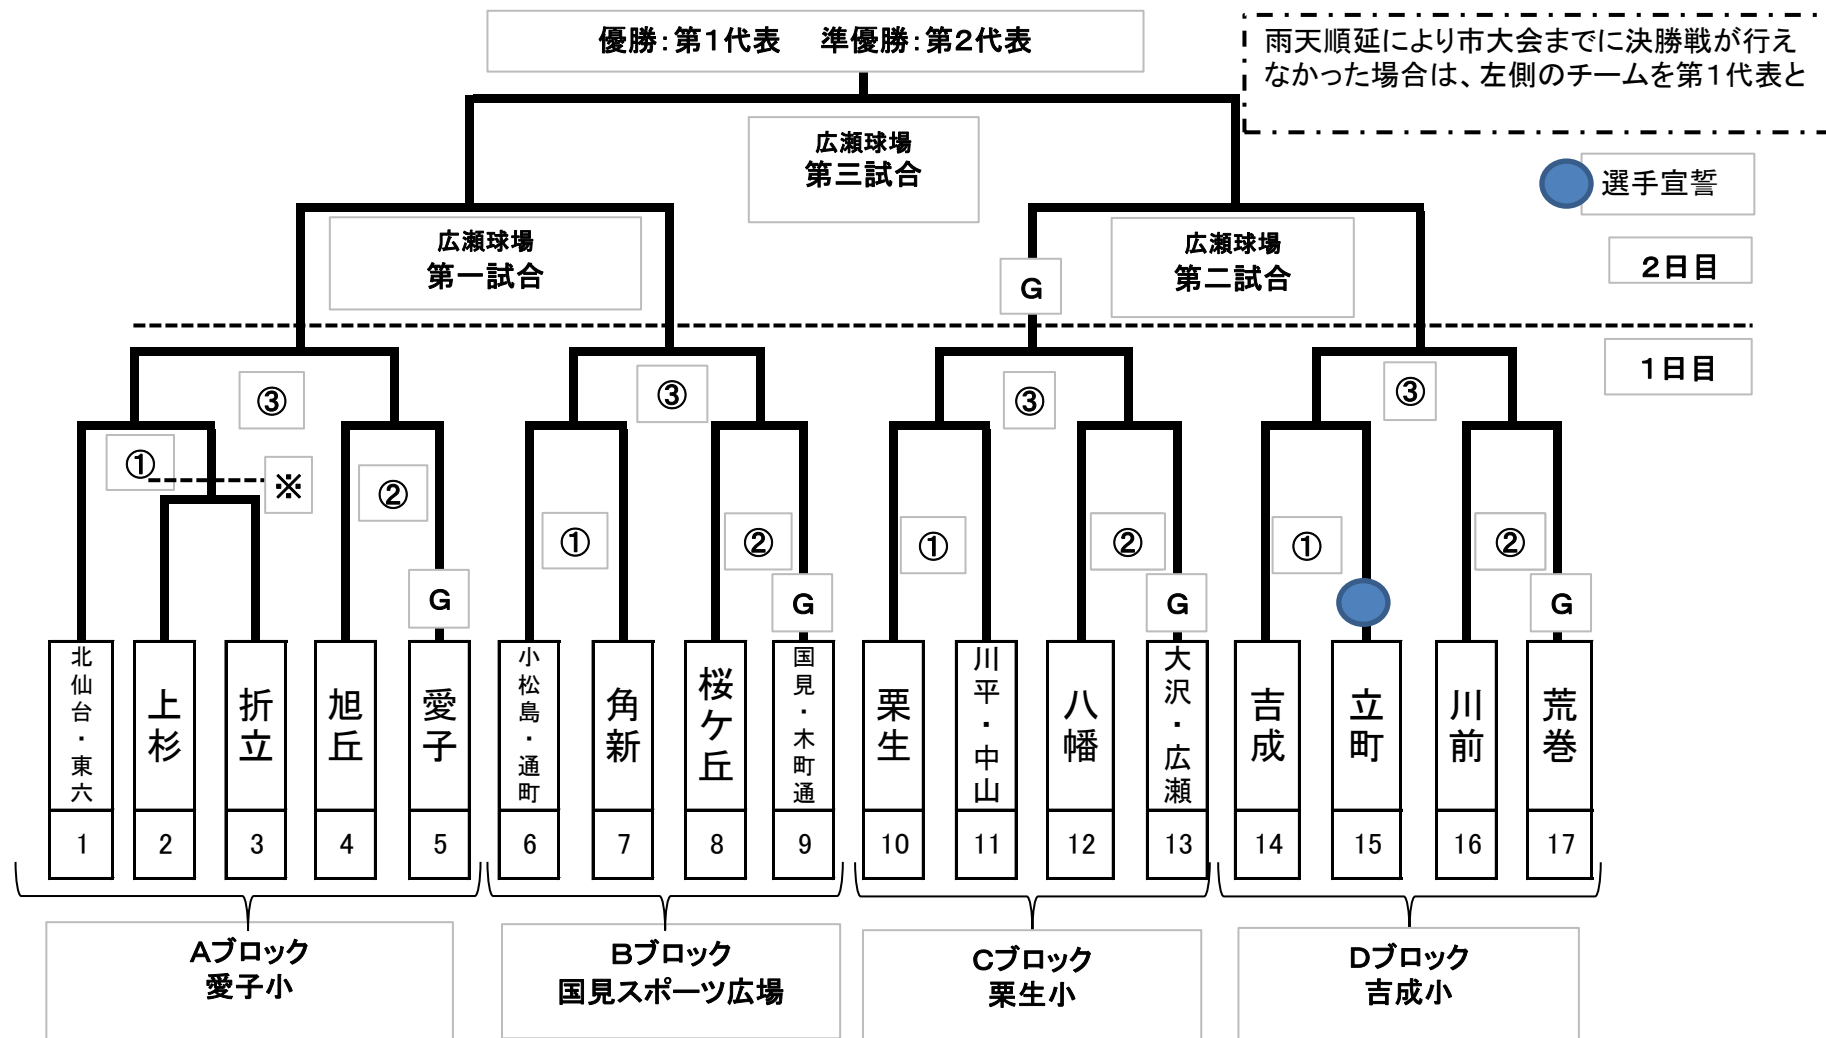 優勝：第１代表　準優勝：第２代表
雨天順延により市大会までに決勝戦が行え
なかった場合は、左側のチームを第１代表と
広瀬球場
第三試合
選手宣誓
広瀬球場
第一試合
広瀬球場
第二試合
２日目
G
１日目
③
③
③
③
①
※
②
①
②
①
②
①
②
G
G
G
G
北仙台・東六
上杉
折立
旭丘
愛子
小松島・通町
角新
桜ケ丘
国見・木町通
栗生
川平・中山
八幡
大沢・広瀬
吉成
立町
川前
荒巻
1 2 3 4 5 6 7 8 9 10 11 12 13 14 15 16 17
Aブロック
愛子小
Bブロック
国見スポーツ広場
Cブロック
栗生小
Dブロック
吉成小